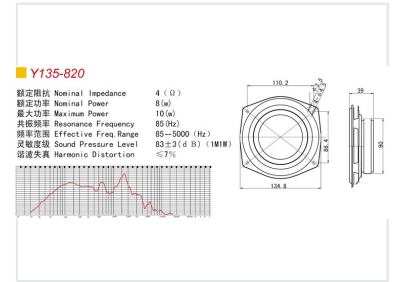 Y135-820
额定阻抗 Nominal Impedance 4(Ω)
额定功率 Nominal Power 8(w)
最大功率 Maximum Power 10(w)
共振频率 Resonance Frequency 85(Hz)
频率范围 Effective Freq.Range 85--5000(Hz)
灵敏度级 Sound Pressure Level 83±3(dB)(1M1W)
谐波失真 Harmonic Distortion ≤7%
110.2
39
86.4
90
134.8